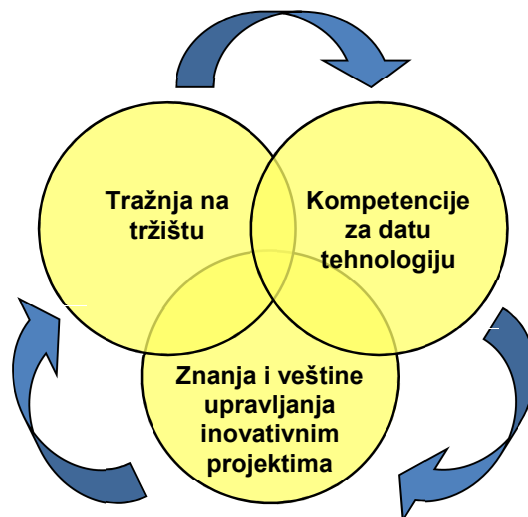 Tražnja na
tržištu
Kompetencije
za datu
tehnologiju
Znanja i veštine
upravljanja
inovativnim
projektima